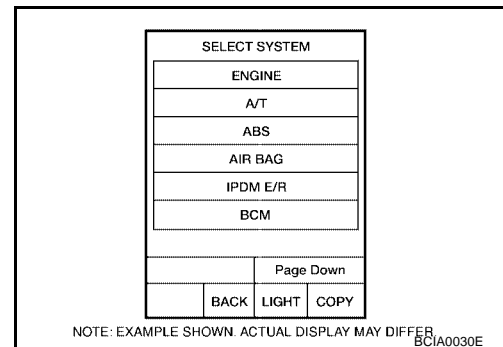 SELECT SYSTEM
ENGINE
A/T
ABS
AIR BAG
IPDM E/R
BCM
Page Down
BACK LIGHT COPY
NOTE: EXAMPLE SHOWN. ACTUAL DISPLAY MAY DIFFER.
BCIA0030E